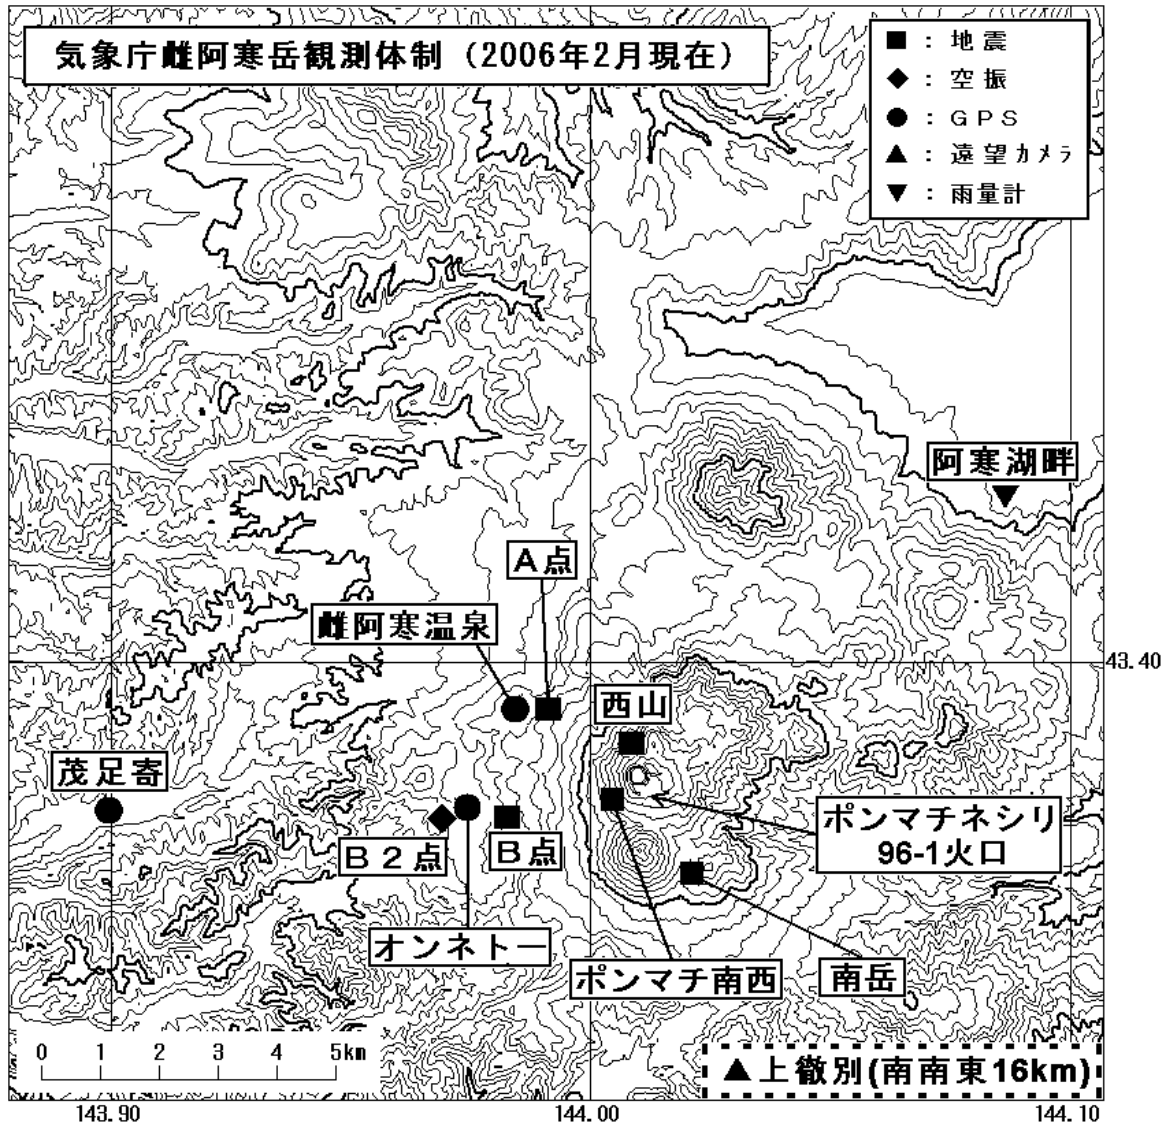 気象庁雌阿寒岳観測体制（2006年2月現在）
■：地震
◆：空振
●：GPS
▲：遠望カメラ
▼：雨量計
阿寒湖畔
A点
雌阿寒温泉
43.40
西山
茂足寄
ポンマチネシリ
96-1火口
B2点
B点
オンネトー
ポンマチ南西
南岳
0 1 2 3 4 5km
▲上徹別(南南東16km)
143.90 144.00 144.10